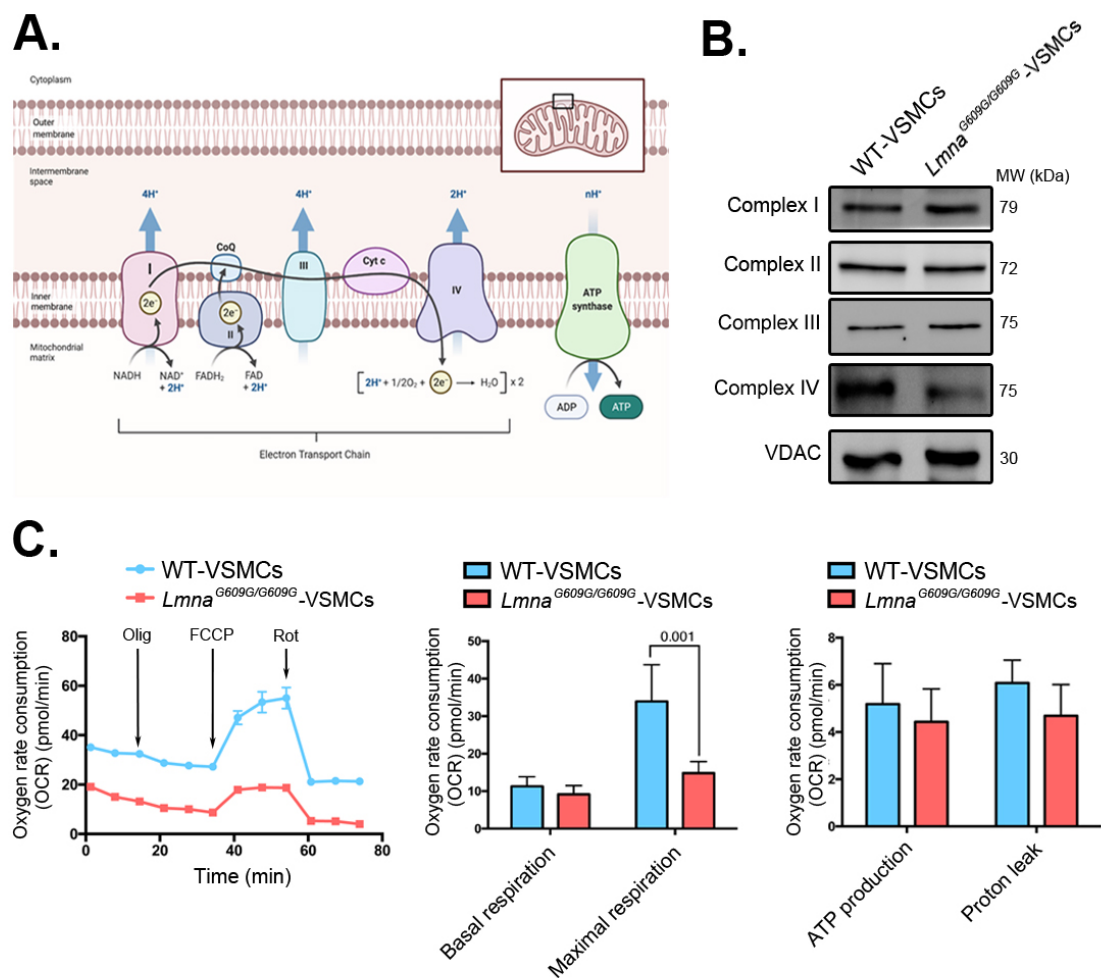 A.
Cytoplasm
Outer
membrane
Intermembrane
space
4H⁺
4H⁺
2H⁺
nH⁺
CoQ
I
III
Cyt c
IV
ATP
synthase
2e⁻
2e⁻
II
Inner
membrane
Mitochondrial
matrix
NADH
NAD⁺
+ 2H⁺
FADH₂
FAD
+ 2H⁺
[ 2H⁺ + 1/2O₂ + 2e⁻ → H₂O ] x 2
ADP
ATP
Electron Transport Chain
B.
WT-VSMCs
Lmna G609G/G609G -VSMCs
MW (kDa)
Complex I
79
Complex II
72
Complex III
75
Complex IV
75
VDAC
30
C.
WT-VSMCs
Lmna G609G/G609G -VSMCs
Olig
FCCP
Rot
Oxygen rate consumption
(OCR) (pmol/min)
80
60
40
20
0
0
20
40
60
80
Time (min)
WT-VSMCs
Lmna G609G/G609G -VSMCs
0.001
Oxygen rate consumption
(OCR) (pmol/min)
50
40
30
20
10
0
Basal respiration
Maximal respiration
WT-VSMCs
Lmna G609G/G609G -VSMCs
Oxygen rate consumption
(OCR) (pmol/min)
8
6
4
2
0
ATP production
Proton leak